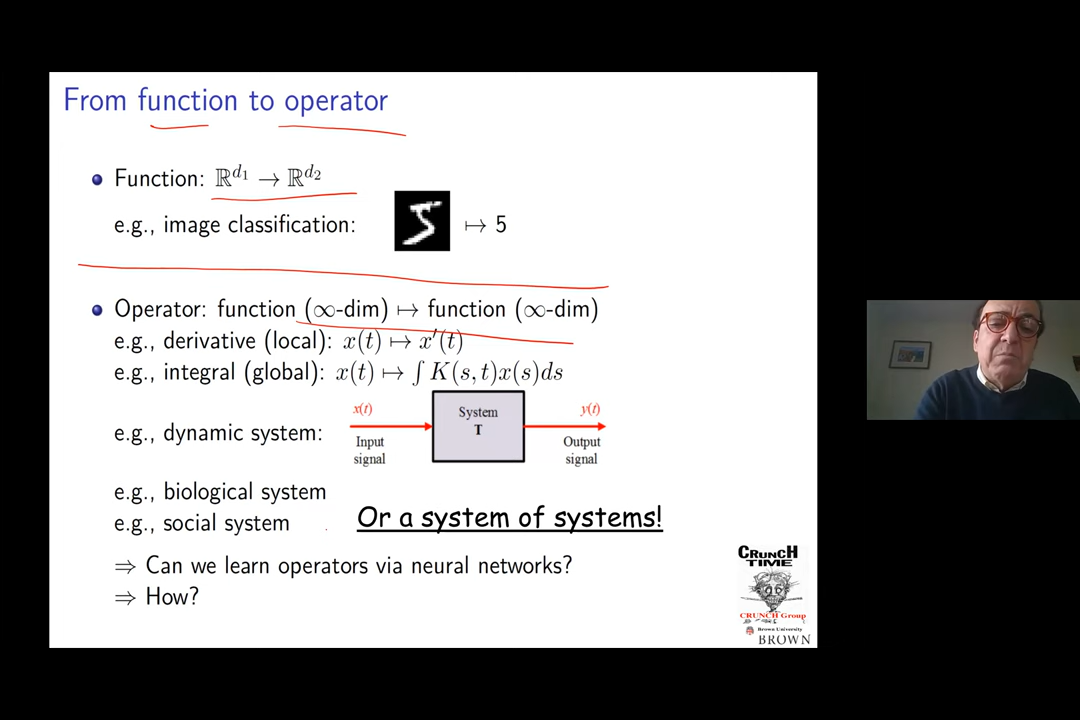 From function to operator
Function: ℝ^{d₁} → ℝ^{d₂}
e.g., image classification: 5 ↦ 5
Operator: function (∞-dim) ↦ function (∞-dim)
e.g., derivative (local): x(t) ↦ x′(t)
e.g., integral (global): x(t) ↦ ∫ K(s, t)x(s)ds
e.g., dynamic system:
x(t)
Input
signal
System
T
y(t)
Output
signal
e.g., biological system
e.g., social system
Or a system of systems!
⇒ Can we learn operators via neural networks?
⇒ How?
CRUNCH
TIME
CRUNCH Group
Brown University
BROWN